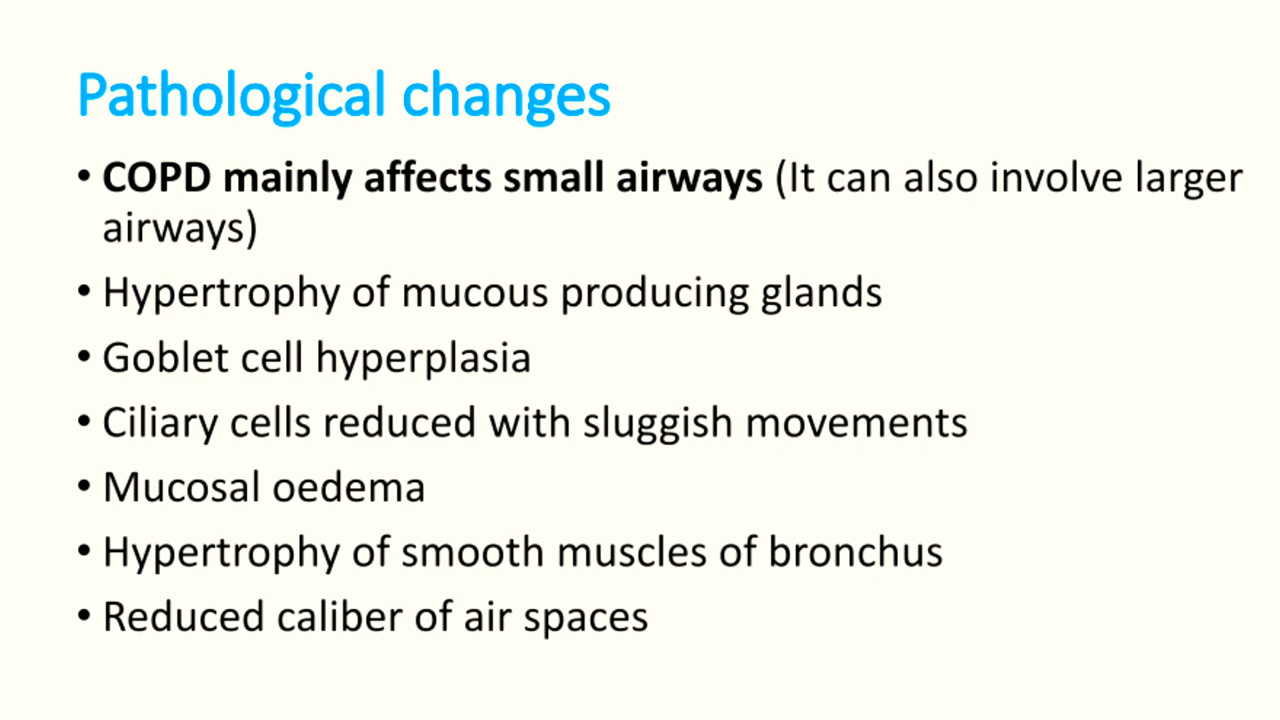 Pathological changes
• COPD mainly affects small airways (It can also involve larger
airways)
• Hypertrophy of mucous producing glands
• Goblet cell hyperplasia
• Ciliary cells reduced with sluggish movements
• Mucosal oedema
• Hypertrophy of smooth muscles of bronchus
• Reduced caliber of air spaces